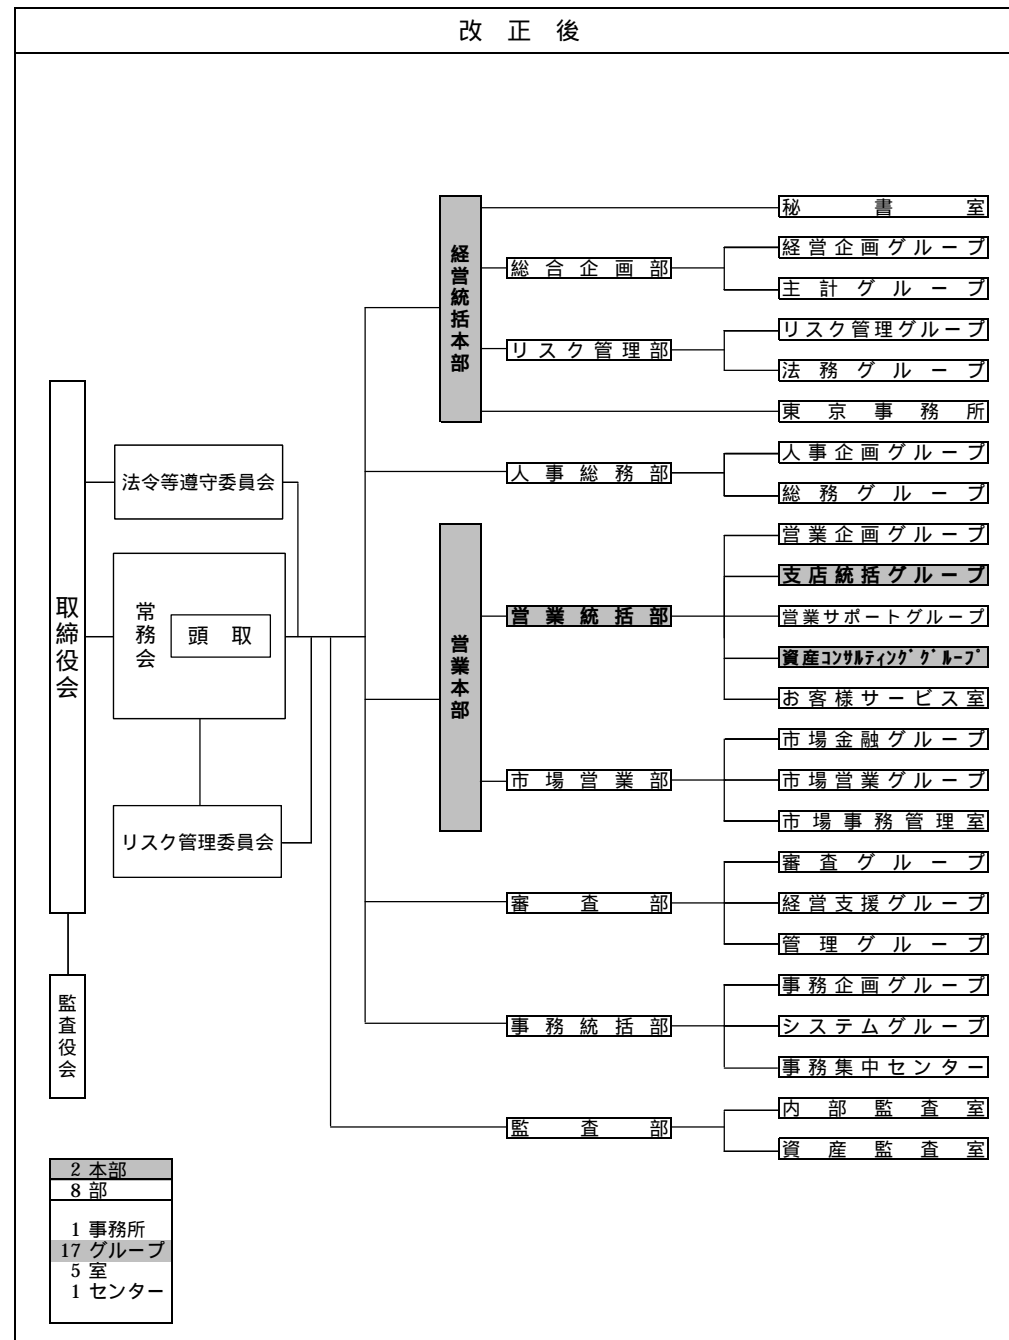 改正後
秘書室
経営統括本部
総合企画部
経営企画グループ
主計グループ
リスク管理部
リスク管理グループ
法務グループ
東京事務所
人事総務部
人事企画グループ
総務グループ
取締役会
法令等遵守委員会
常務会
頭取
リスク管理委員会
監査役会
営業本部
営業統括部
営業企画グループ
支店統括グループ
営業サポートグループ
資産ｺﾝｻﾙﾃｨﾝｸﾞｸﾞﾙｰﾌﾟ
お客様サービス室
市場営業部
市場金融グループ
市場営業グループ
市場事務管理室
審査部
審査グループ
経営支援グループ
管理グループ
事務統括部
事務企画グループ
システムグループ
事務集中センター
監査部
内部監査室
資産監査室
2 本部
8 部
1 事務所
17 グループ
5 室
1 センター